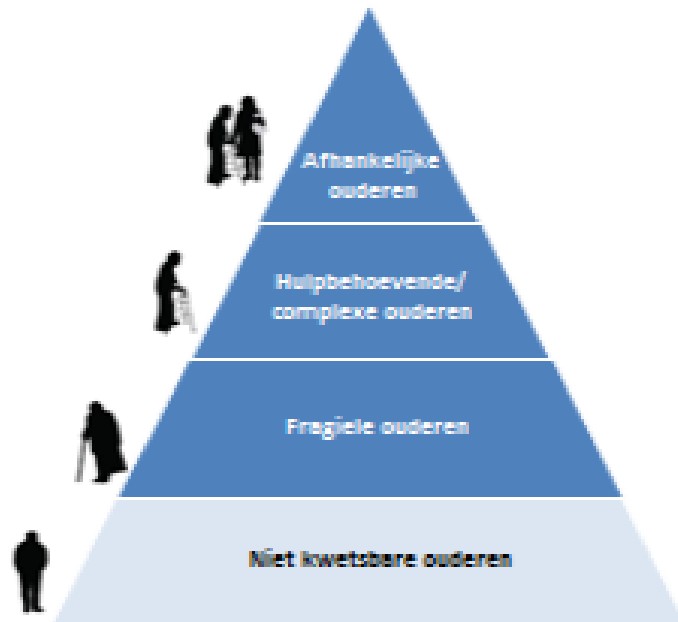 Afhankelijke
ouderen
Hulpbehoevende/
complexe ouderen
Fragiele ouderen
Niet kwetsbare ouderen